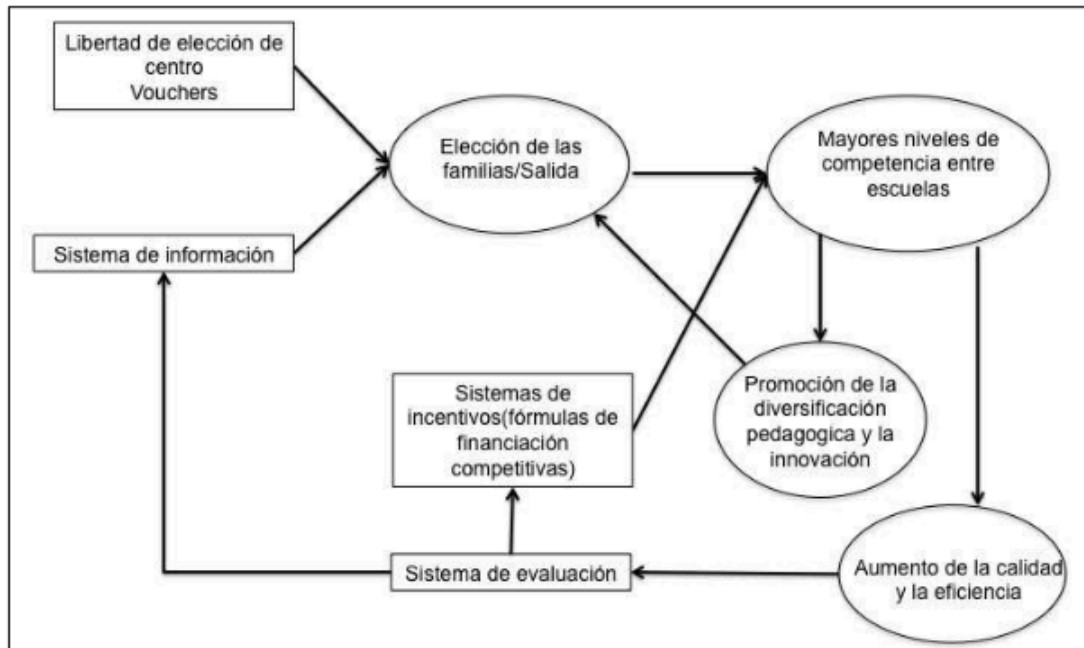 Libertad de elección de
centro
Vouchers
Elección de las
familias/Salida
Mayores niveles de
competencia entre
escuelas
Sistema de información
Sistemas de
incentivos(fórmulas de
financiación
competitivas)
Promoción de la
diversificación
pedagogica y la
innovación
Sistema de evaluación
Aumento de la calidad
y la eficiencia